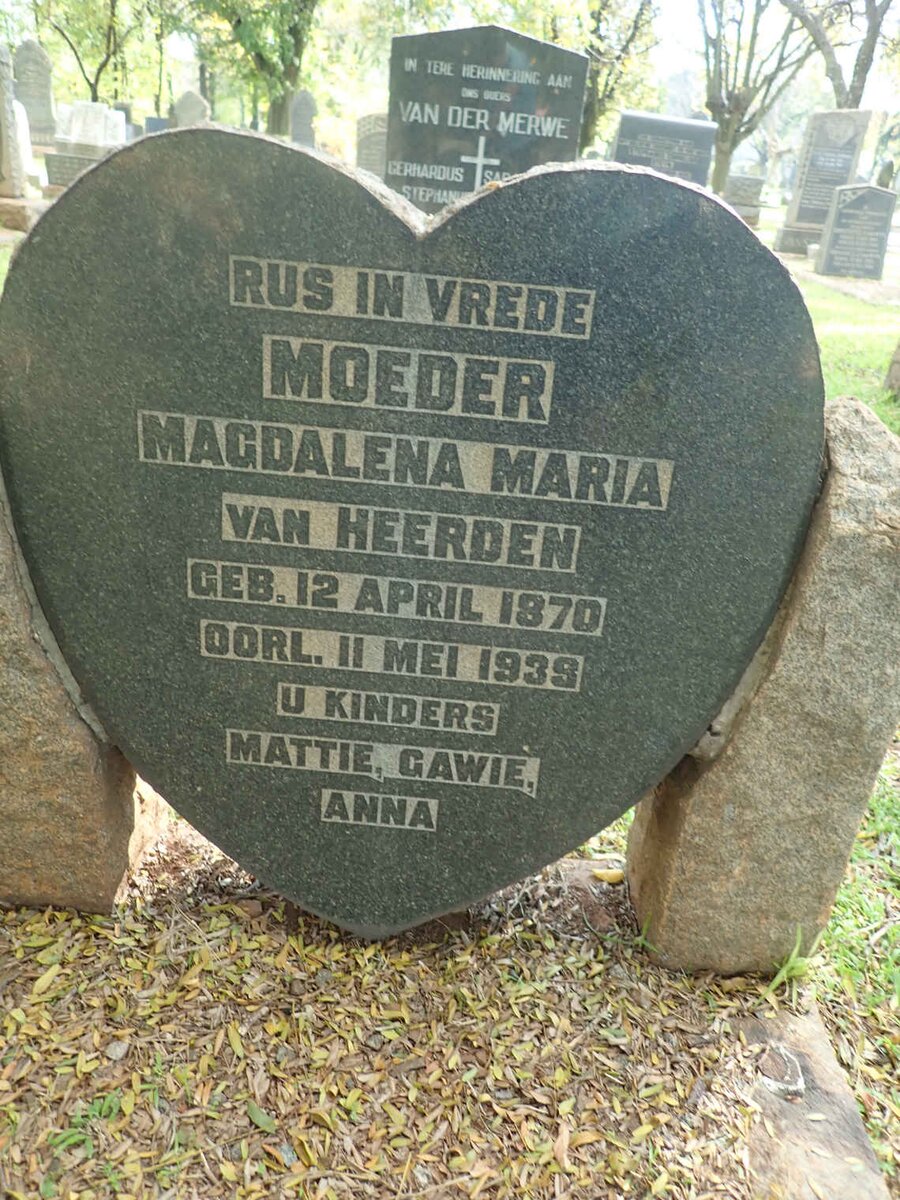 IN TERE HERINNERING AAN
ONS OUERS
VAN DER MERWE
GERHARDUS
RUS IN VREDE
MOEDER
MAGDALENA MARIA
VAN HEERDEN
GEB. 12 APRIL 1870
OORL. 11 MEI 1939
U KINDERS
MATTIE, GAWIE,
ANNA